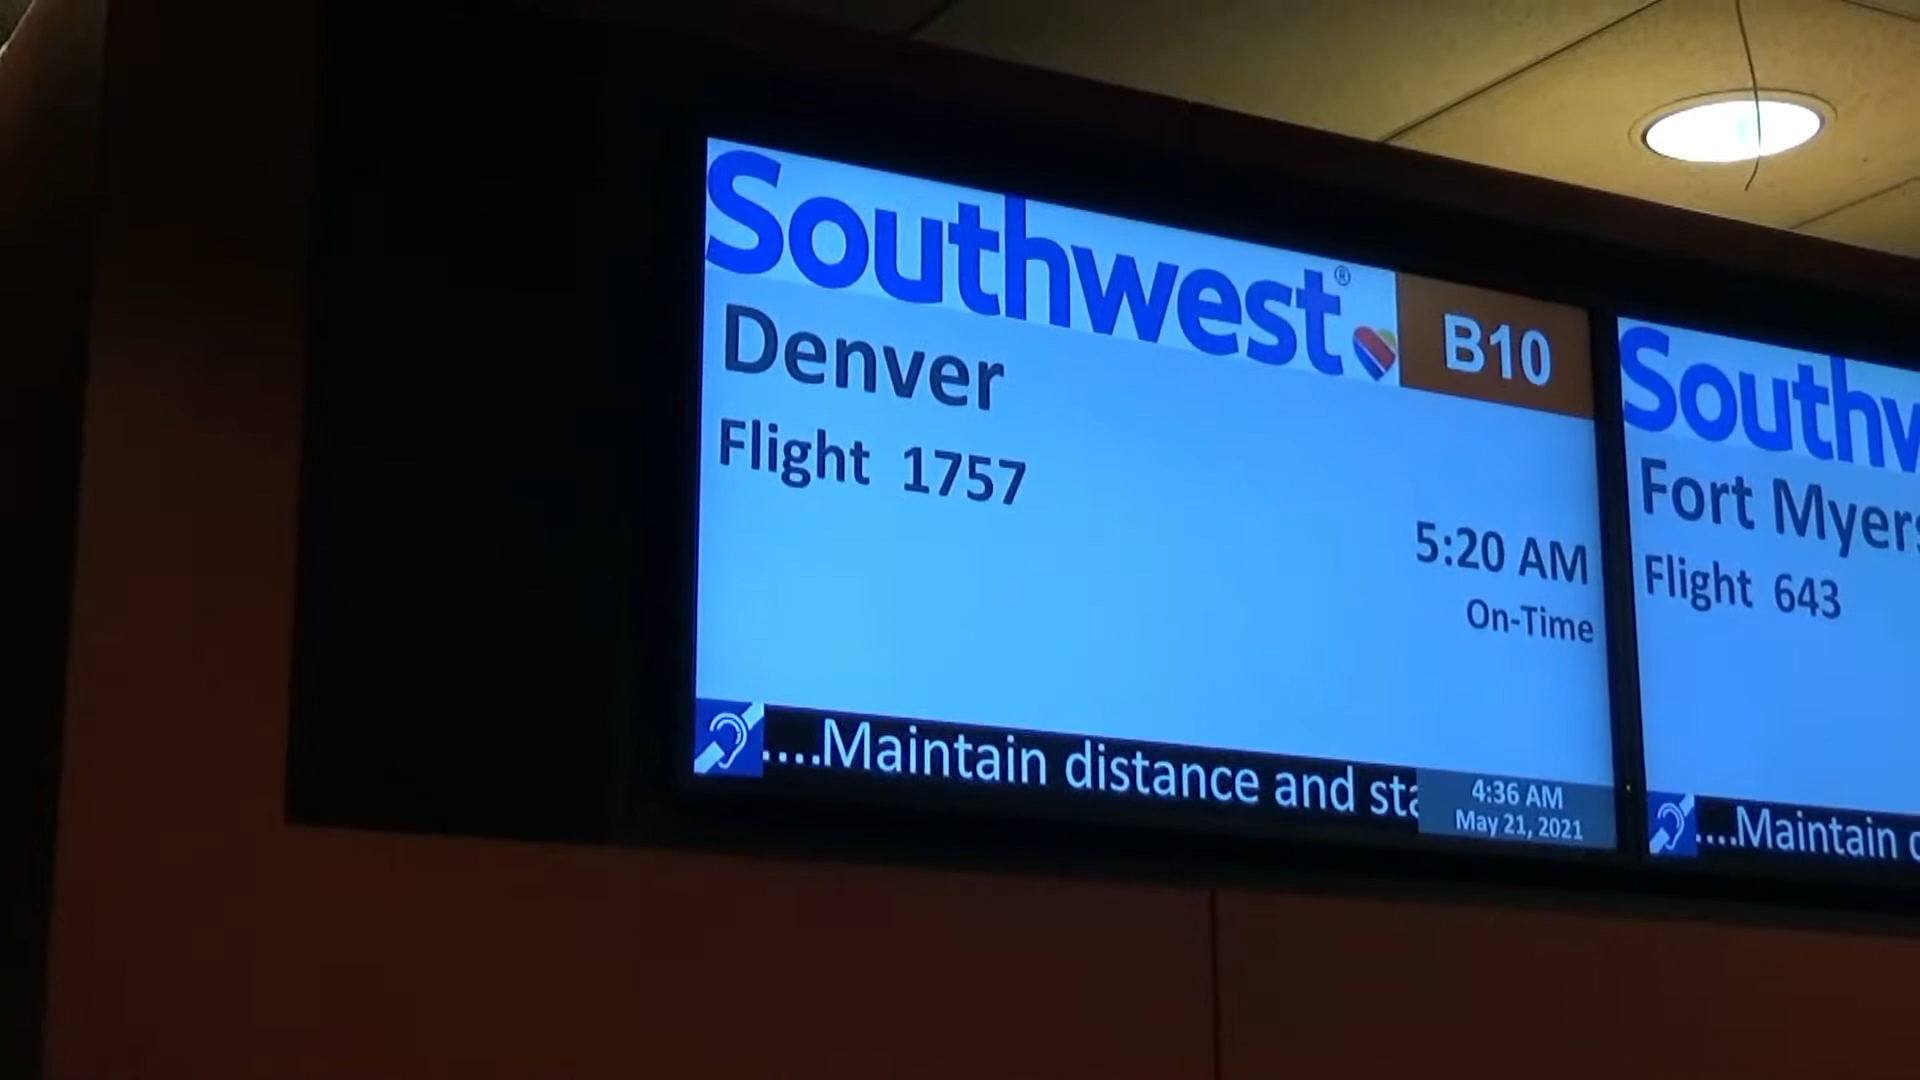 Southwest®
B10
Denver
Flight 1757
5:20 AM
On-Time
....Maintain distance and sta
4:36 AM
May 21, 2021
Southw
Fort Myers
Flight 643
....Maintain